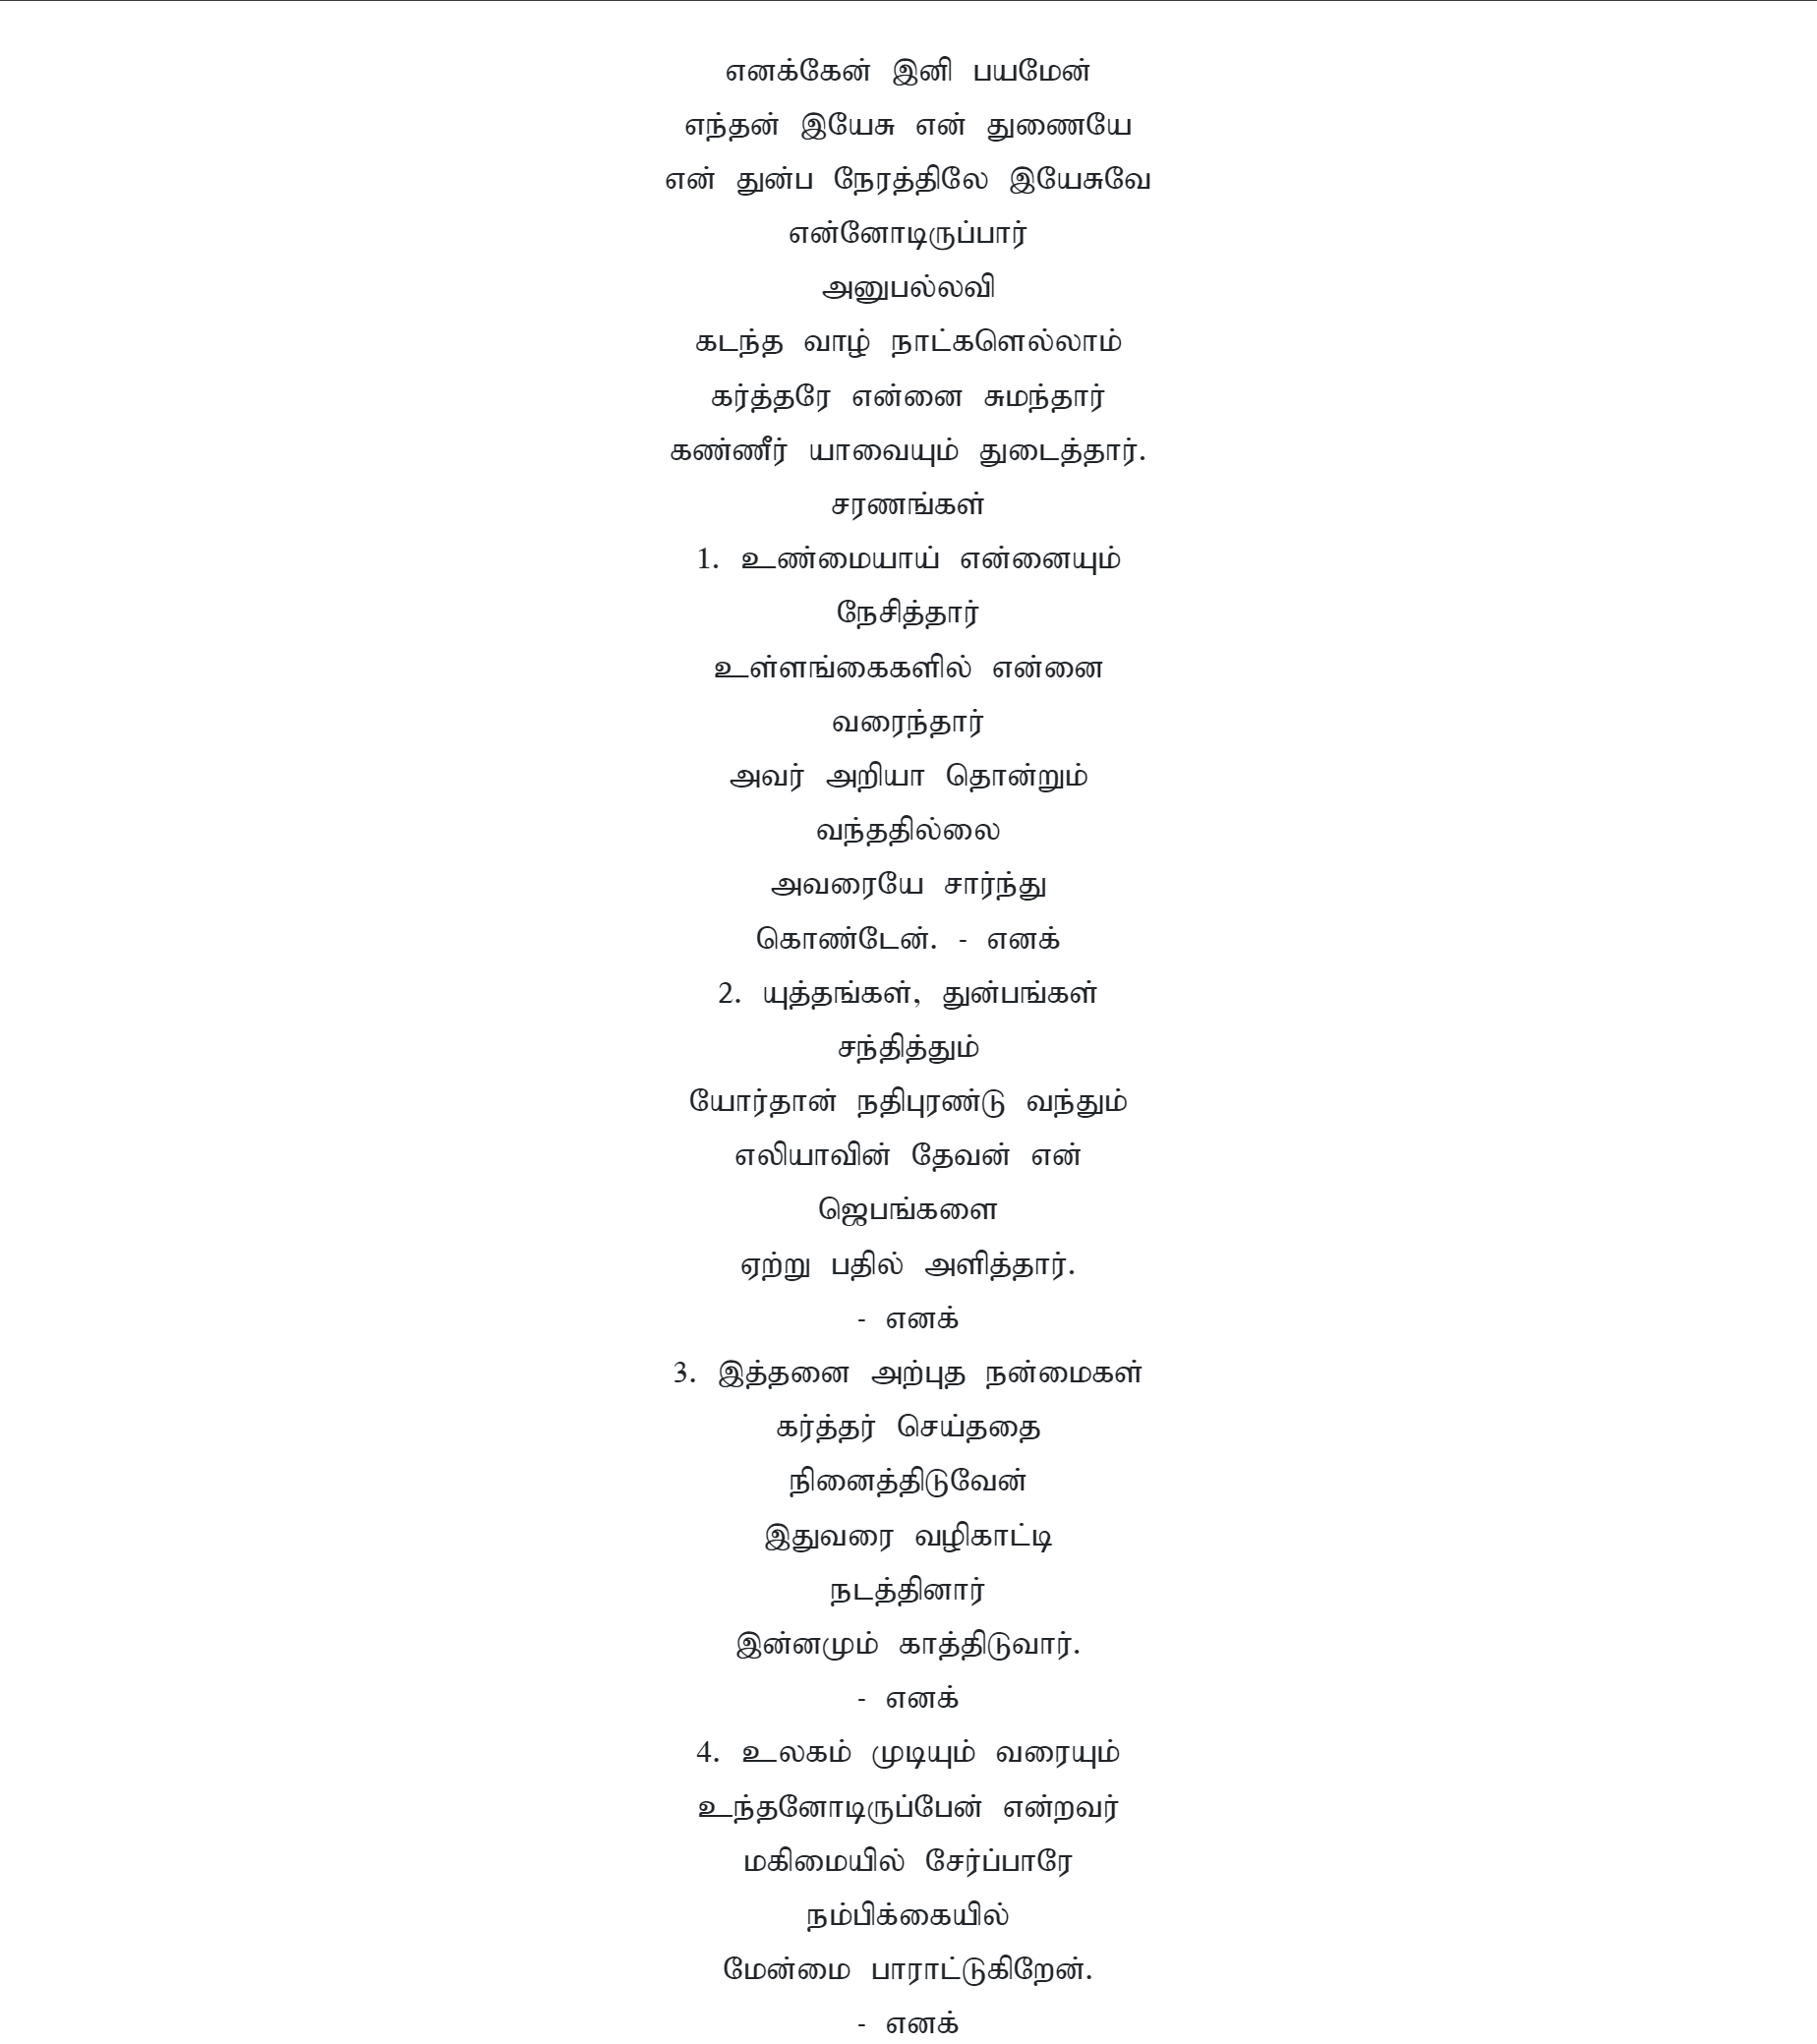 எனக்கேன் இனி பயமேன்
எந்தன் இயேசு என் துணையே
என் துன்ப நேரத்திலே இயேசுவே
என்னோடிருப்பார்
அனுபல்லவி
கடந்த வாழ் நாட்களெல்லாம்
கர்த்தரே என்னை சுமந்தார்
கண்ணீர் யாவையும் துடைத்தார்.
சரணங்கள்
1. உண்மையாய் என்னையும்
நேசித்தார்
உள்ளங்கைகளில் என்னை
வரைந்தார்
அவர் அறியா தொன்றும்
வந்ததில்லை
அவரையே சார்ந்து
கொண்டேன். - எனக்
2. யுத்தங்கள், துன்பங்கள்
சந்தித்தும்
யோர்தான் நதிபுரண்டு வந்தும்
எலியாவின் தேவன் என்
ஜெபங்களை
ஏற்று பதில் அளித்தார்.
- எனக்
3. இத்தனை அற்புத நன்மைகள்
கர்த்தர் செய்ததை
நினைத்திடுவேன்
இதுவரை வழிகாட்டி
நடத்தினார்
இன்னமும் காத்திடுவார்.
- எனக்
4. உலகம் முடியும் வரையும்
உந்தனோடிருப்பேன் என்றவர்
மகிமையில் சேர்ப்பாரே
நம்பிக்கையில்
மேன்மை பாராட்டுகிறேன்.
- எனக்